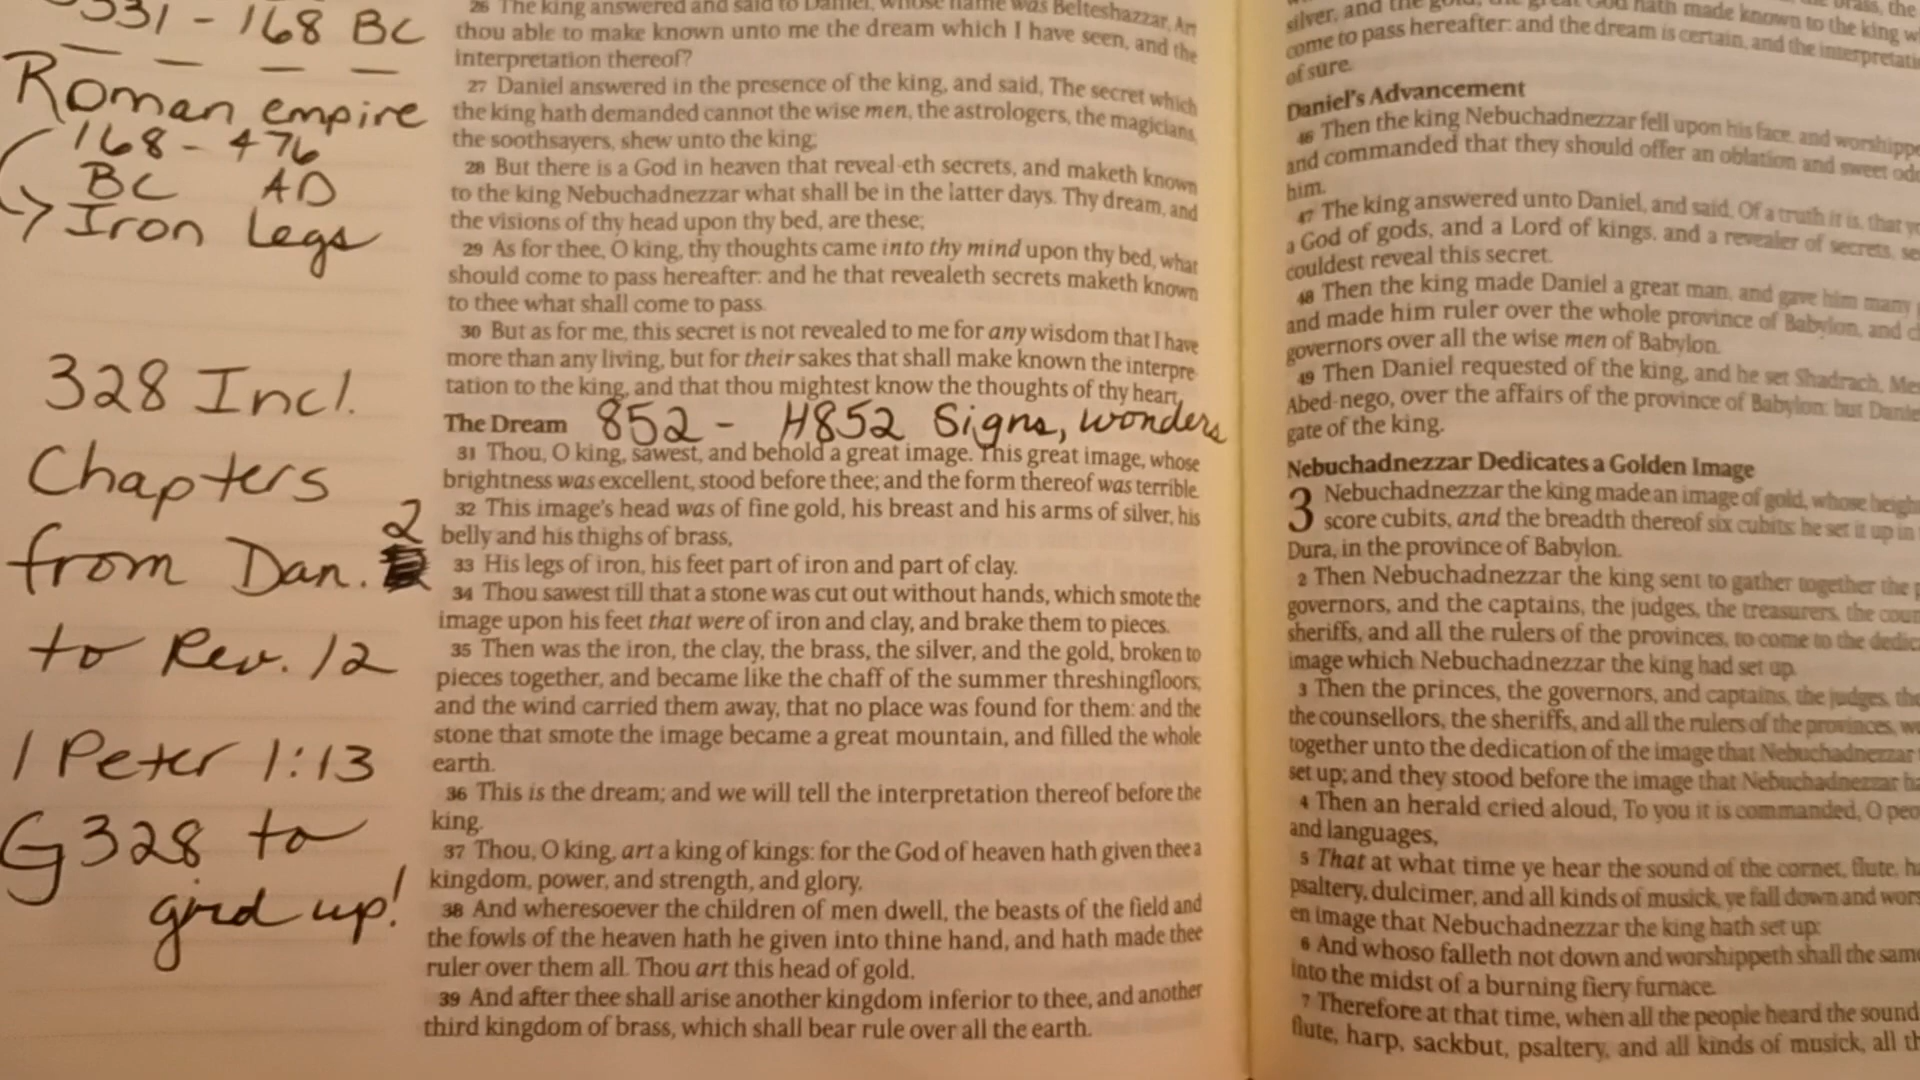 331 - 168 BC
Roman empire
168 - 476
BC AD
Iron Legs
328 Incl.
Chapters
from Dan. 2
to Rev. 12
1 Peter 1:13
G328 to
gird up!
26 The king answered and said to Daniel, whose name was Belteshazzar, Art
thou able to make known unto me the dream which I have seen, and the
interpretation thereof?
27 Daniel answered in the presence of the king, and said, The secret which
the king hath demanded cannot the wise men, the astrologers, the magicians,
the soothsayers, shew unto the king;
28 But there is a God in heaven that reveal-eth secrets, and maketh known
to the king Nebuchadnezzar what shall be in the latter days. Thy dream, and
the visions of thy head upon thy bed, are these;
29 As for thee, O king, thy thoughts came into thy mind upon thy bed, what
should come to pass hereafter: and he that revealeth secrets maketh known
to thee what shall come to pass.
30 But as for me, this secret is not revealed to me for any wisdom that I have
more than any living, but for their sakes that shall make known the interpre
tation to the king, and that thou mightest know the thoughts of thy heart.
The Dream 852 - H852 Signs, wonders
31 Thou, O king, sawest, and behold a great image. This great image, whose
brightness was excellent, stood before thee; and the form thereof was terrible.
32 This image's head was of fine gold, his breast and his arms of silver, his
belly and his thighs of brass,
33 His legs of iron, his feet part of iron and part of clay.
34 Thou sawest till that a stone was cut out without hands, which smote the
image upon his feet that were of iron and clay, and brake them to pieces.
35 Then was the iron, the clay, the brass, the silver, and the gold, broken to
pieces together, and became like the chaff of the summer threshingfloors;
and the wind carried them away, that no place was found for them: and the
stone that smote the image became a great mountain, and filled the whole
earth.
36 This is the dream; and we will tell the interpretation thereof before the
king.
37 Thou, O king, art a king of kings: for the God of heaven hath given thee a
kingdom, power, and strength, and glory.
38 And wheresoever the children of men dwell, the beasts of the field and
the fowls of the heaven hath he given into thine hand, and hath made thee
ruler over them all. Thou art this head of gold.
39 And after thee shall arise another kingdom inferior to thee, and another
third kingdom of brass, which shall bear rule over all the earth.
brass, the
silver, and the gold; the great God hath made known to the king w
come to pass hereafter: and the dream is certain, and the interpretati
of sure.
Daniel's Advancement
46 Then the king Nebuchadnezzar fell upon his face, and worshippe
and commanded that they should offer an oblation and sweet odo
him.
47 The king answered unto Daniel, and said, Of a truth it is, that yo
a God of gods, and a Lord of kings, and a revealer of secrets, se
couldest reveal this secret.
48 Then the king made Daniel a great man, and gave him many
and made him ruler over the whole province of Babylon, and c
governors over all the wise men of Babylon.
49 Then Daniel requested of the king, and he set Shadrach, Me
Abed-nego, over the affairs of the province of Babylon: but Danie
gate of the king.
Nebuchadnezzar Dedicates a Golden Image
3 Nebuchadnezzar the king made an image of gold, whose heigh
score cubits, and the breadth thereof six cubits: he set it up in
Dura, in the province of Babylon.
2 Then Nebuchadnezzar the king sent to gather together the p
governors, and the captains, the judges, the treasurers, the coun
sheriffs, and all the rulers of the provinces, to come to the dedic
image which Nebuchadnezzar the king had set up.
3 Then the princes, the governors, and captains, the judges, the
the counsellors, the sheriffs, and all the rulers of the provinces, w
together unto the dedication of the image that Nebuchadnezzar
set up; and they stood before the image that Nebuchadnezzar ha
4 Then an herald cried aloud, To you it is commanded, O peo
and languages,
5 That at what time ye hear the sound of the cornet, flute, ha
psaltery, dulcimer, and all kinds of musick, ye fall down and wors
en image that Nebuchadnezzar the king hath set up:
6 And whoso falleth not down and worshippeth shall the same
into the midst of a burning fiery furnace.
7 Therefore at that time, when all the people heard the sound
flute, harp, sackbut, psaltery, and all kinds of musick, all th